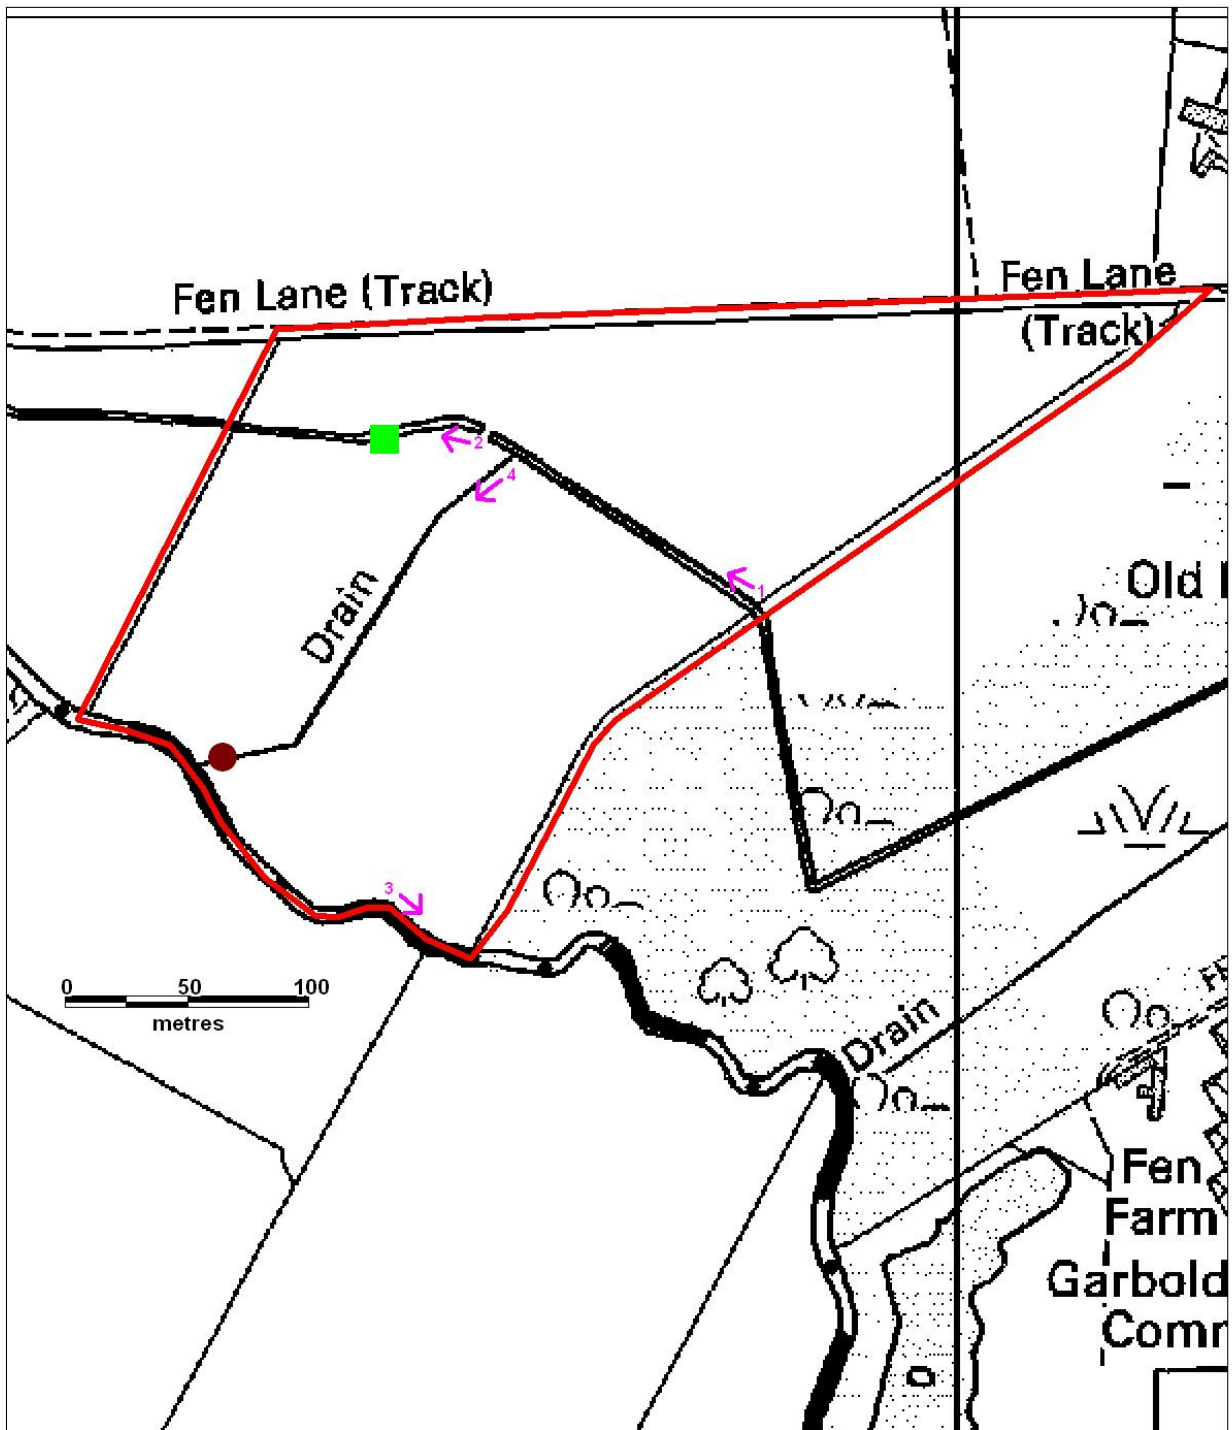 Fen Lane (Track)
Fen Lane
(Track)
2
4
Drain
1
Old
3
0 50 100
metres
Drain
Fen
Farm
Garbold
Comr